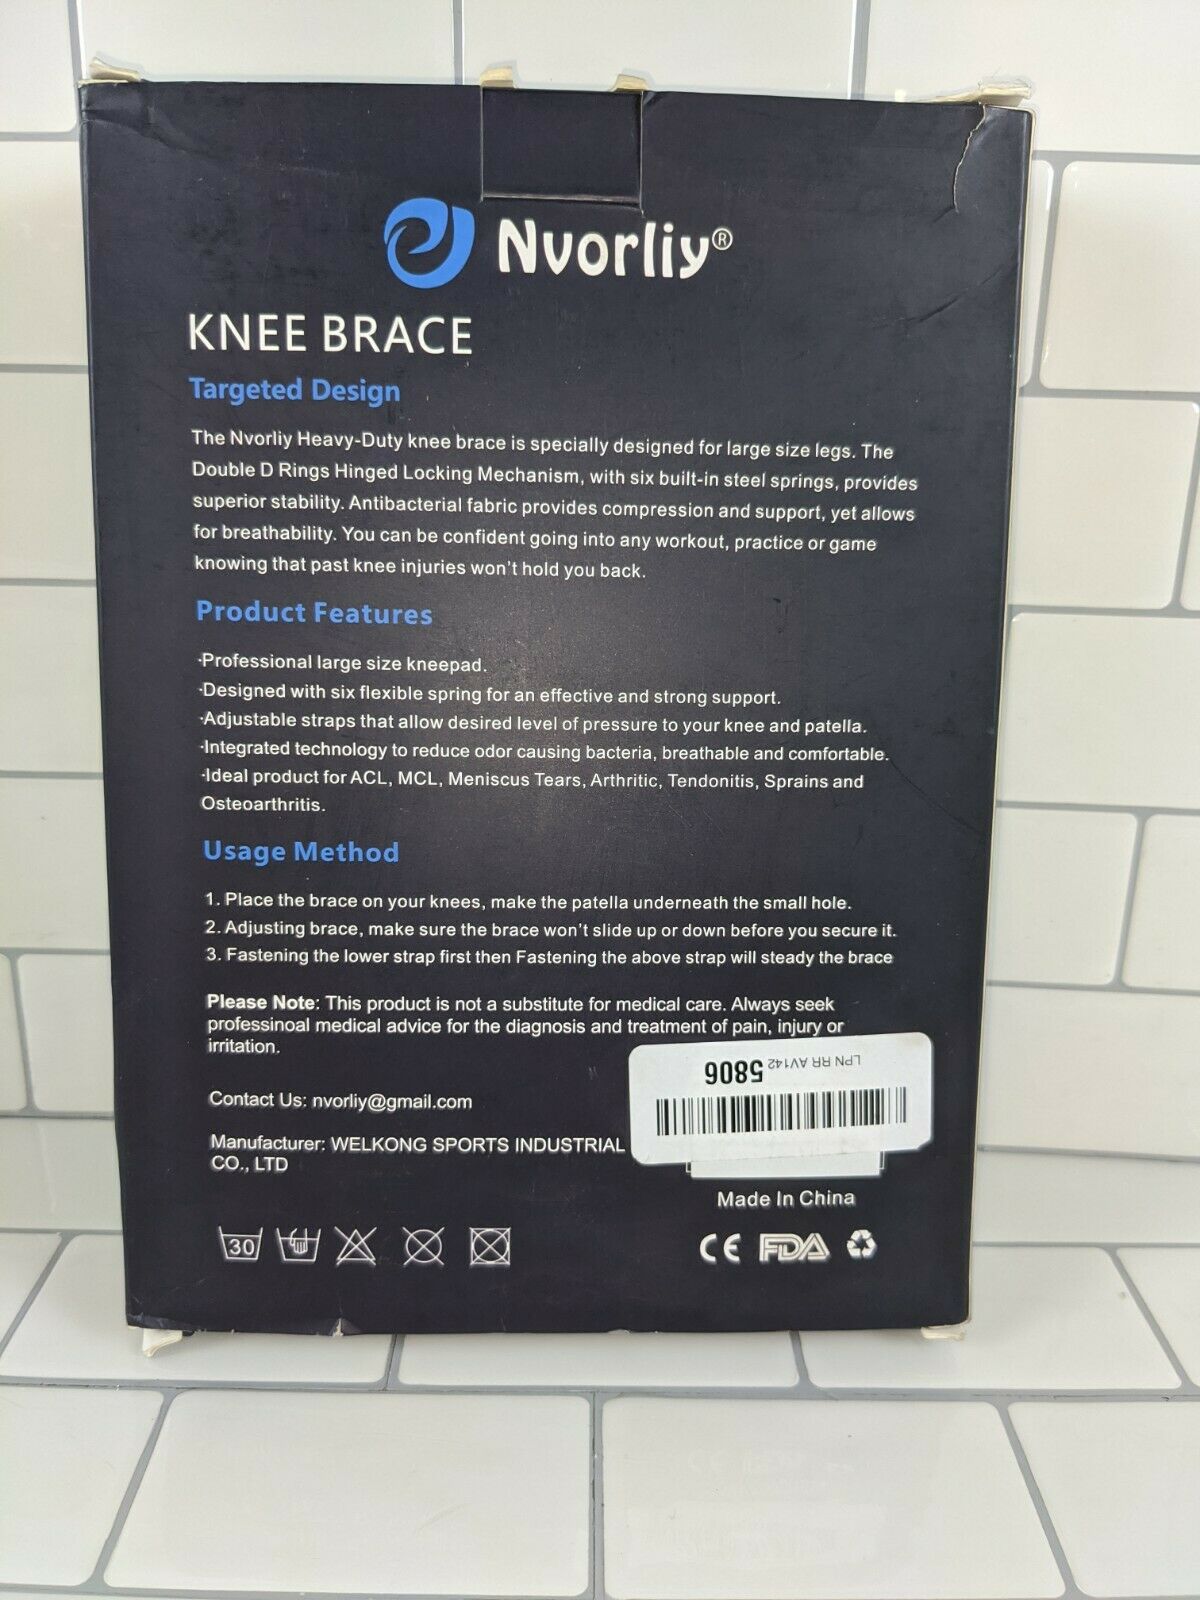 Nvorliy®
KNEE BRACE
Targeted Design
The Nvorliy Heavy-Duty knee brace is specially designed for large size legs. The
Double D Rings Hinged Locking Mechanism, with six built-in steel springs, provides
superior stability. Antibacterial fabric provides compression and support, yet allows
for breathability. You can be confident going into any workout, practice or game
knowing that past knee injuries won't hold you back.
Product Features
·Professional large size kneepad.
·Designed with six flexible spring for an effective and strong support.
·Adjustable straps that allow desired level of pressure to your knee and patella.
·Integrated technology to reduce odor causing bacteria, breathable and comfortable.
·Ideal product for ACL, MCL, Meniscus Tears, Arthritic, Tendonitis, Sprains and
Osteoarthritis.
Usage Method
1. Place the brace on your knees, make the patella underneath the small hole.
2. Adjusting brace, make sure the brace won't slide up or down before you secure it.
3. Fastening the lower strap first then Fastening the above strap will steady the brace
Please Note: This product is not a substitute for medical care. Always seek
professinoal medical advice for the diagnosis and treatment of pain, injury or
irritation.
LPN RR AV142 5806
Contact Us: nvorliy@gmail.com
Manufacturer: WELKONG SPORTS INDUSTRIAL
CO., LTD
Made In China
30
CE FDA